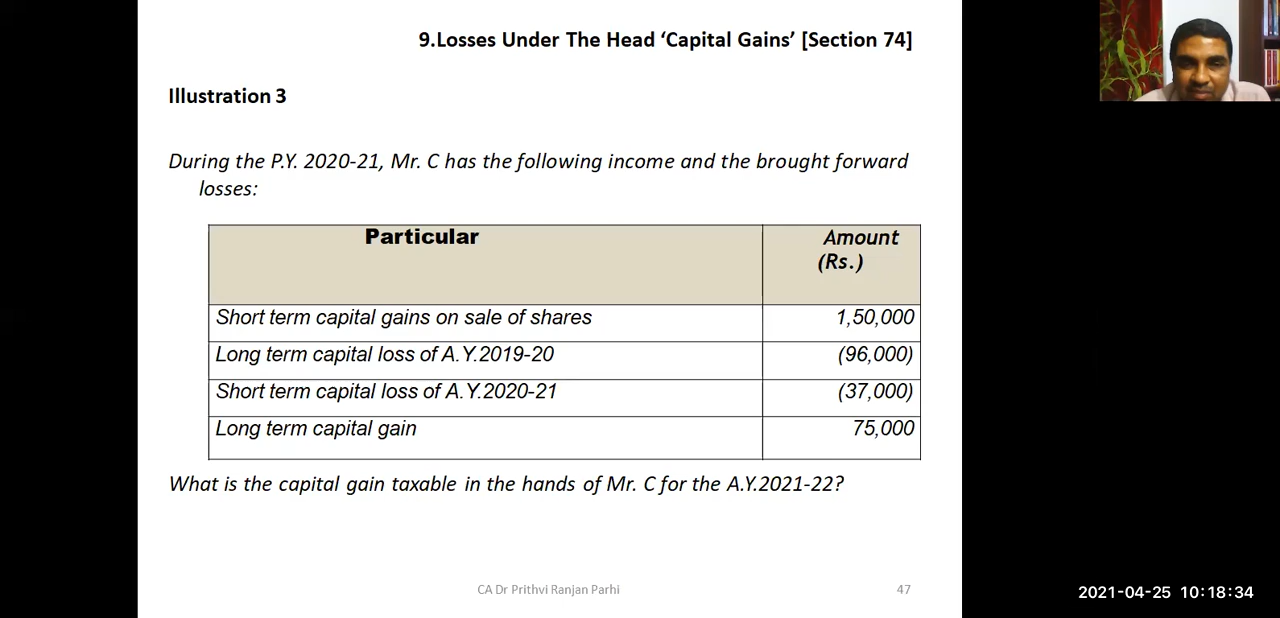 9.Losses Under The Head ‘Capital Gains’ [Section 74]
Illustration 3
During the P.Y. 2020-21, Mr. C has the following income and the brought forward
losses:
Particular
Amount
(Rs.)
Short term capital gains on sale of shares 1,50,000
Long term capital loss of A.Y.2019-20 (96,000)
Short term capital loss of A.Y.2020-21 (37,000)
Long term capital gain 75,000
What is the capital gain taxable in the hands of Mr. C for the A.Y.2021-22?
CA Dr Prithvi Ranjan Parhi 47
2021-04-25 10:18:34